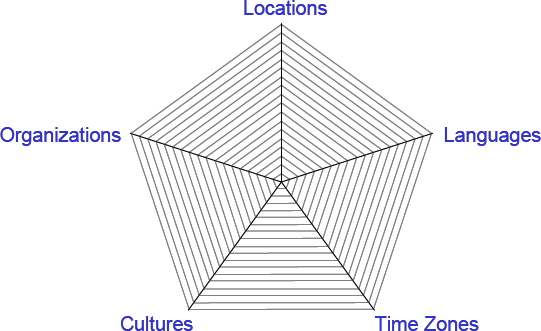 Locations
Organizations
Languages
Cultures
Time Zones